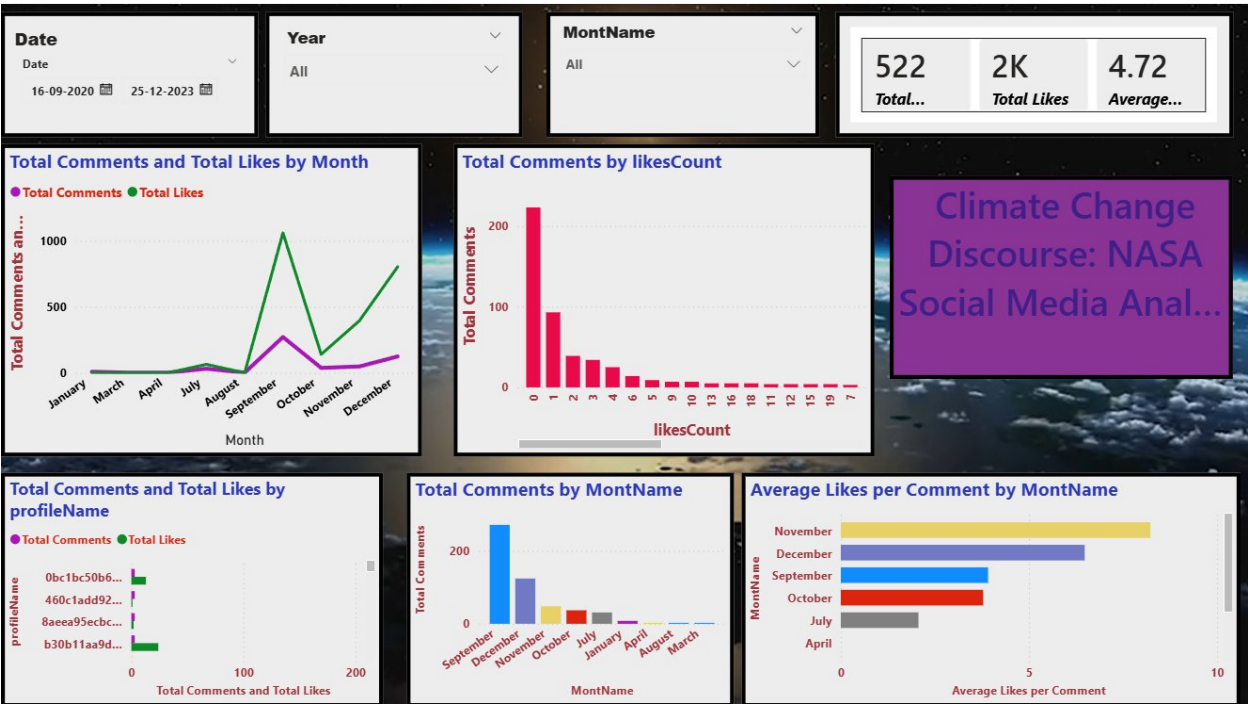 Date
Date
16-09-2020 25-12-2023
Year
All
MontName
All
522
Total...
2K
Total Likes
4.72
Average...
Total Comments and Total Likes by Month
Total Comments Total Likes
Total Comments an...
1000
500
0
January
March
April
July
August
September
October
November
December
Month
Total Comments by likesCount
Total Comments
200
100
0
0 1 2 3 4 6 5 9 10 13 16 18 11 12 15 19 7
likesCount
Climate Change
Discourse: NASA
Social Media Anal...
Total Comments and Total Likes by
profileName
Total Comments Total Likes
profileName
0bc1bc50b6...
460c1add92...
8aeea95ecbc...
b30b11aa9d...
0 100 200
Total Comments and Total Likes
Total Comments by MontName
Total Comments
200
0
September
December
November
October
July
January
April
August
March
MontName
Average Likes per Comment by MontName
MontName
November
December
September
October
July
April
0 5 10
Average Likes per Comment